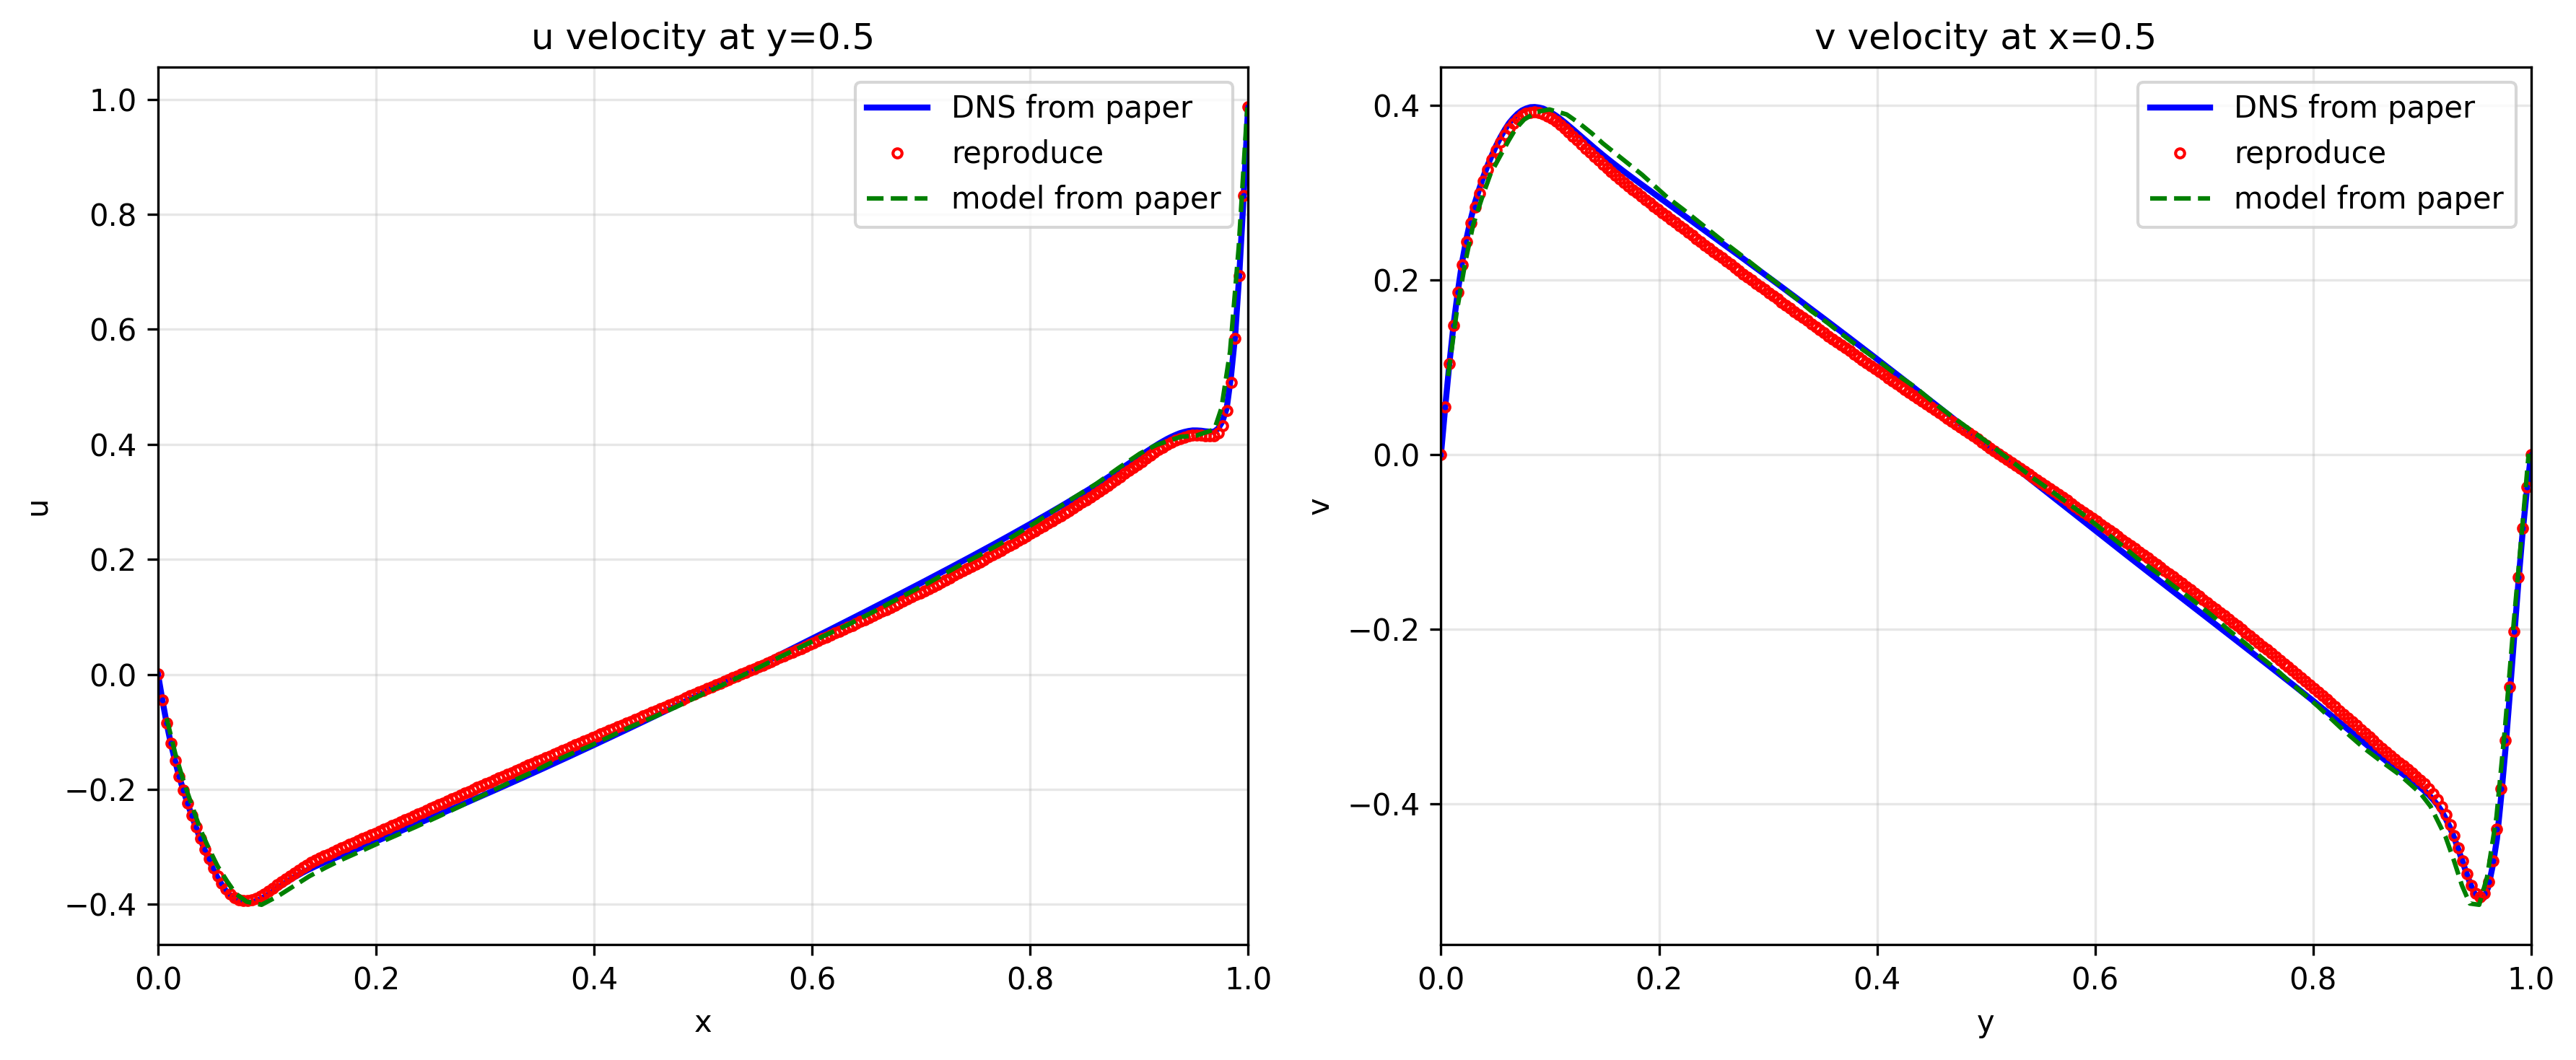 u velocity at y=0.5
1.0
0.8
0.6
0.4
0.2
0.0
−0.2
−0.4
u
DNS from paper
reproduce
model from paper
0.0 0.2 0.4 0.6 0.8 1.0
x
v velocity at x=0.5
0.4
0.2
0.0
−0.2
−0.4
v
DNS from paper
reproduce
model from paper
0.0 0.2 0.4 0.6 0.8 1.0
y